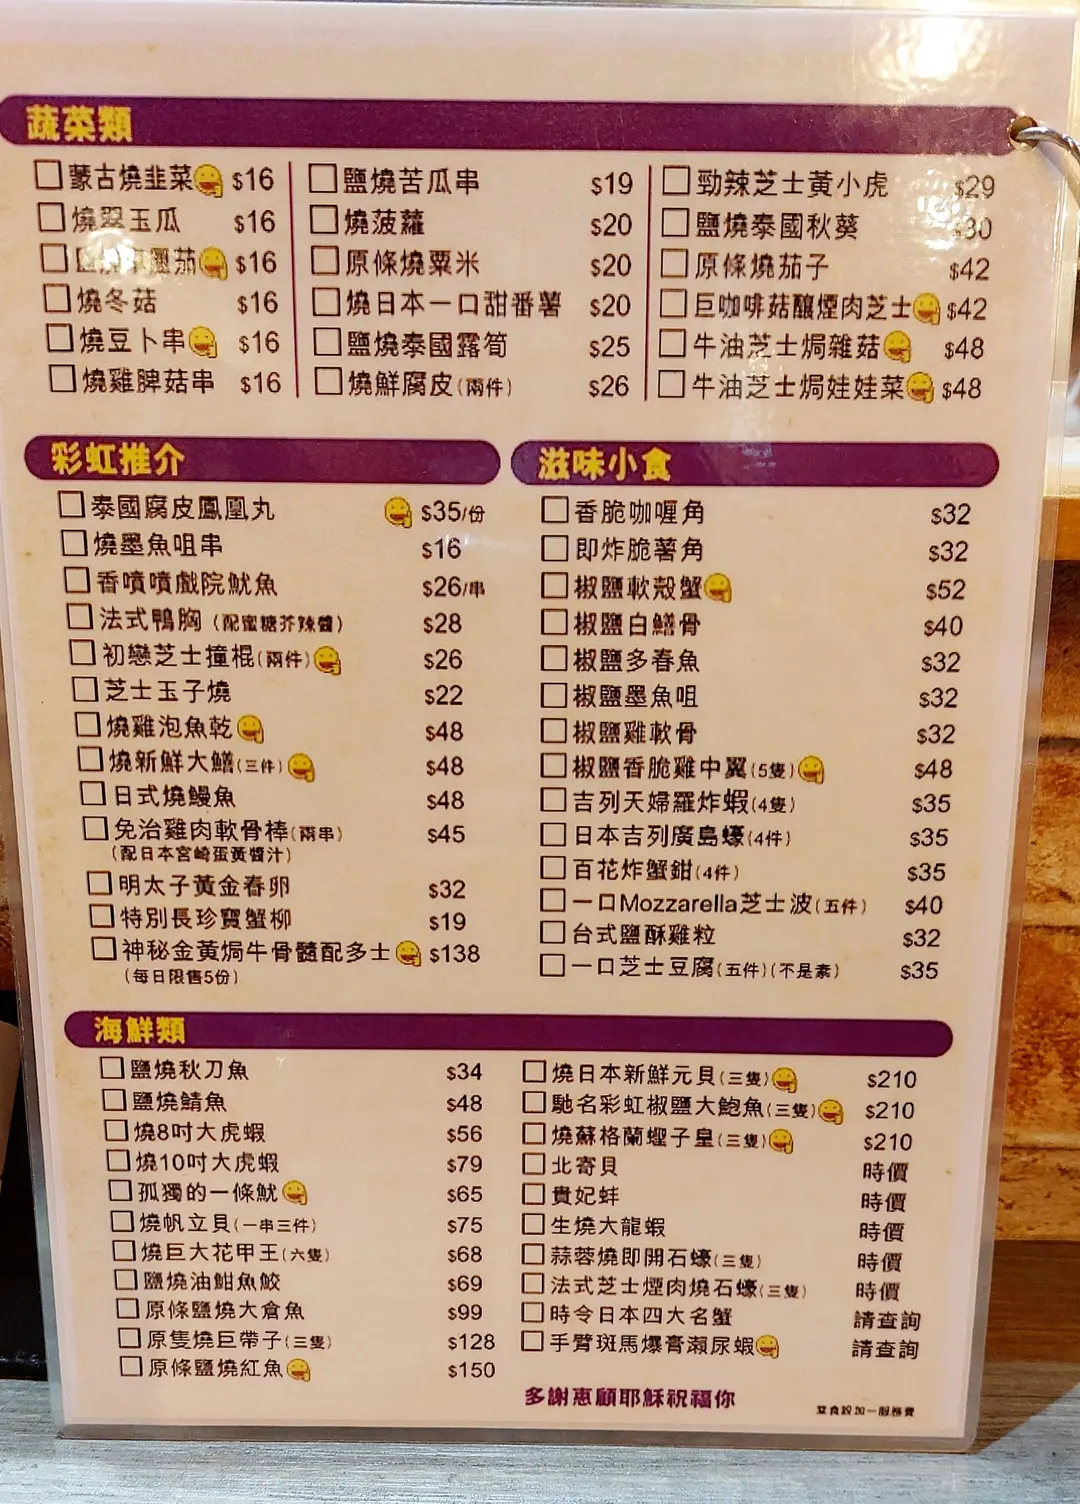 蔬菜類
蒙古燒韭菜 $16
燒翠玉瓜 $16
茄 $16
燒冬菇 $16
燒豆卜串 $16
燒雞脾菇串 $16
鹽燒苦瓜串 $19
燒菠蘿 $20
原條燒粟米 $20
燒日本一口甜番薯 $20
鹽燒泰國露筍 $25
燒鮮腐皮(兩件) $26
勁辣芝士黃小虎 $29
鹽燒泰國秋葵 $30
原條燒茄子 $42
巨咖啡菇釀煙肉芝士 $42
牛油芝士焗雜菇 $48
牛油芝士焗娃娃菜 $48
彩虹推介
泰國腐皮鳳凰丸 $35/份
燒墨魚咀串 $16
香噴噴戲院魷魚 $26/串
法式鴨胸(配蜜糖芥辣醬) $28
初戀芝士撞棍(兩件) $26
芝士玉子燒 $22
燒雞泡魚乾 $48
燒新鮮大鱔(三件) $48
日式燒鰻魚 $48
免治雞肉軟骨棒(兩串) $45
(配日本宮崎蛋黃醬汁)
明太子黃金春卵 $32
特別長珍寶蟹柳 $19
神秘金黃焗牛骨髓配多士 $138
(每日限售5份)
滋味小食
香脆咖喱角 $32
即炸脆薯角 $32
椒鹽軟殼蟹 $52
椒鹽白鱔骨 $40
椒鹽多春魚 $32
椒鹽墨魚咀 $32
椒鹽雞軟骨 $32
椒鹽香脆雞中翼(5隻) $48
吉列天婦羅炸蝦(4隻) $35
日本吉列廣島蠔(4件) $35
百花炸蟹鉗(4件) $35
一口Mozzarella芝士波(五件) $40
台式鹽酥雞粒 $32
一口芝士豆腐(五件)(不是素) $35
海鮮類
鹽燒秋刀魚 $34
鹽燒鯖魚 $48
燒8吋大虎蝦 $56
燒10吋大虎蝦 $79
孤獨的一條魷 $65
燒帆立貝(一串三件) $75
燒巨大花甲王(六隻) $68
鹽燒油魽魚鮫 $69
原條鹽燒大倉魚 $99
原隻燒巨帶子(三隻) $128
原條鹽燒紅魚 $150
燒日本新鮮元貝(三隻) $210
馳名彩虹椒鹽大鮑魚(三隻) $210
燒蘇格蘭蟶子皇(三隻) $210
北寄貝 時價
貴妃蚌 時價
生燒大龍蝦 時價
蒜蓉燒即開石蠔(三隻) 時價
法式芝士煙肉燒石蠔(三隻) 時價
時令日本四大名蟹 請查詢
手臂斑馬爆膏瀨尿蝦 請查詢
多謝惠顧耶穌祝福你
堂食設加一服務費